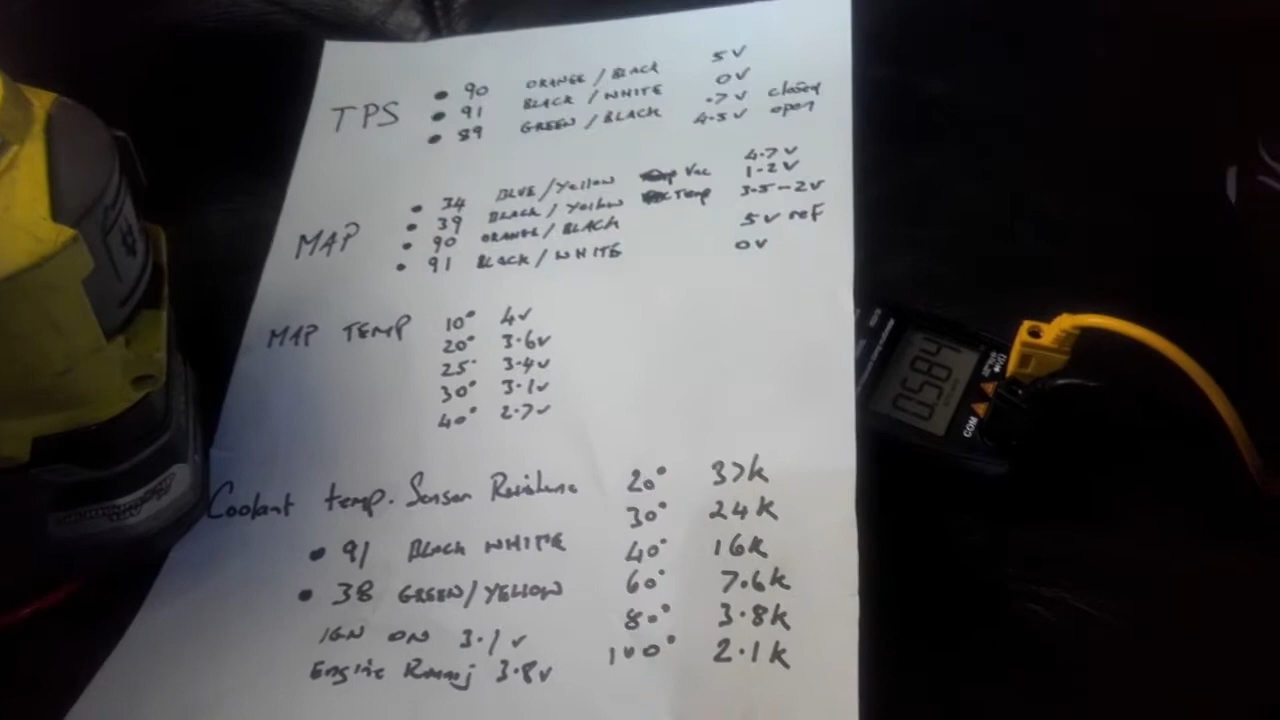 TPS • 90 ORANGE/BLACK 5V
• 91 BLACK/WHITE 0V
• 89 GREEN/BLACK .7V closed
4.5V open
MAP • 34 BLUE/Yellow Vac 4.7V
1-2V
• 39 BLACK/Yellow Temp 3.5-2V
• 90 ORANGE/BLACK 5V ref
• 91 BLACK/WHITE 0V
MAP TEMP 10° 4V
20° 3.6V
25° 3.4V
30° 3.1V
40° 2.7V
Coolant temp. Sensor Resistance 20° 37k
30° 24k
• 91 BLACK WHITE 40° 16k
• 38 GREEN/YELLOW 60° 7.6k
IGN ON 3.1V 80° 3.8k
Engine Runnj 3.8V 100° 2.1k
0.584
COM